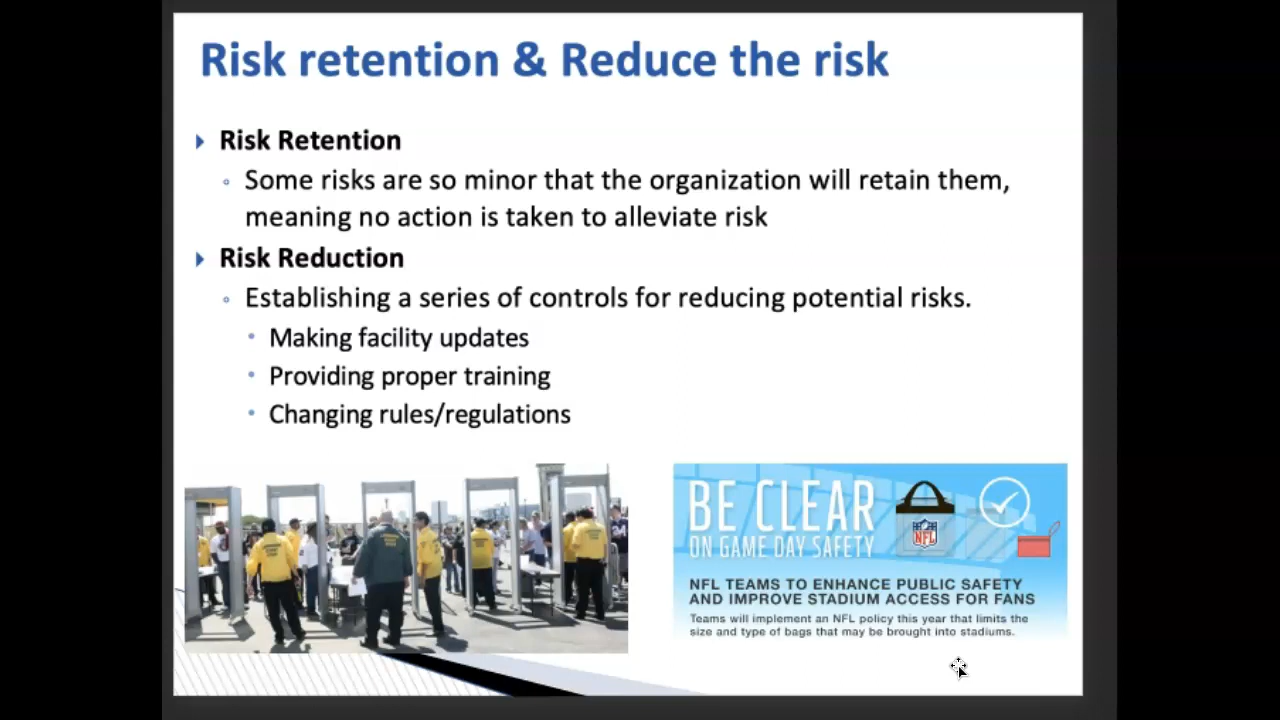 Risk retention & Reduce the risk
Risk Retention
Some risks are so minor that the organization will retain them,
meaning no action is taken to alleviate risk
Risk Reduction
Establishing a series of controls for reducing potential risks.
Making facility updates
Providing proper training
Changing rules/regulations
BE CLEAR
ON GAME DAY SAFETY
NFL
NFL TEAMS TO ENHANCE PUBLIC SAFETY
AND IMPROVE STADIUM ACCESS FOR FANS
Teams will implement an NFL policy this year that limits the
size and type of bags that may be brought into stadiums.